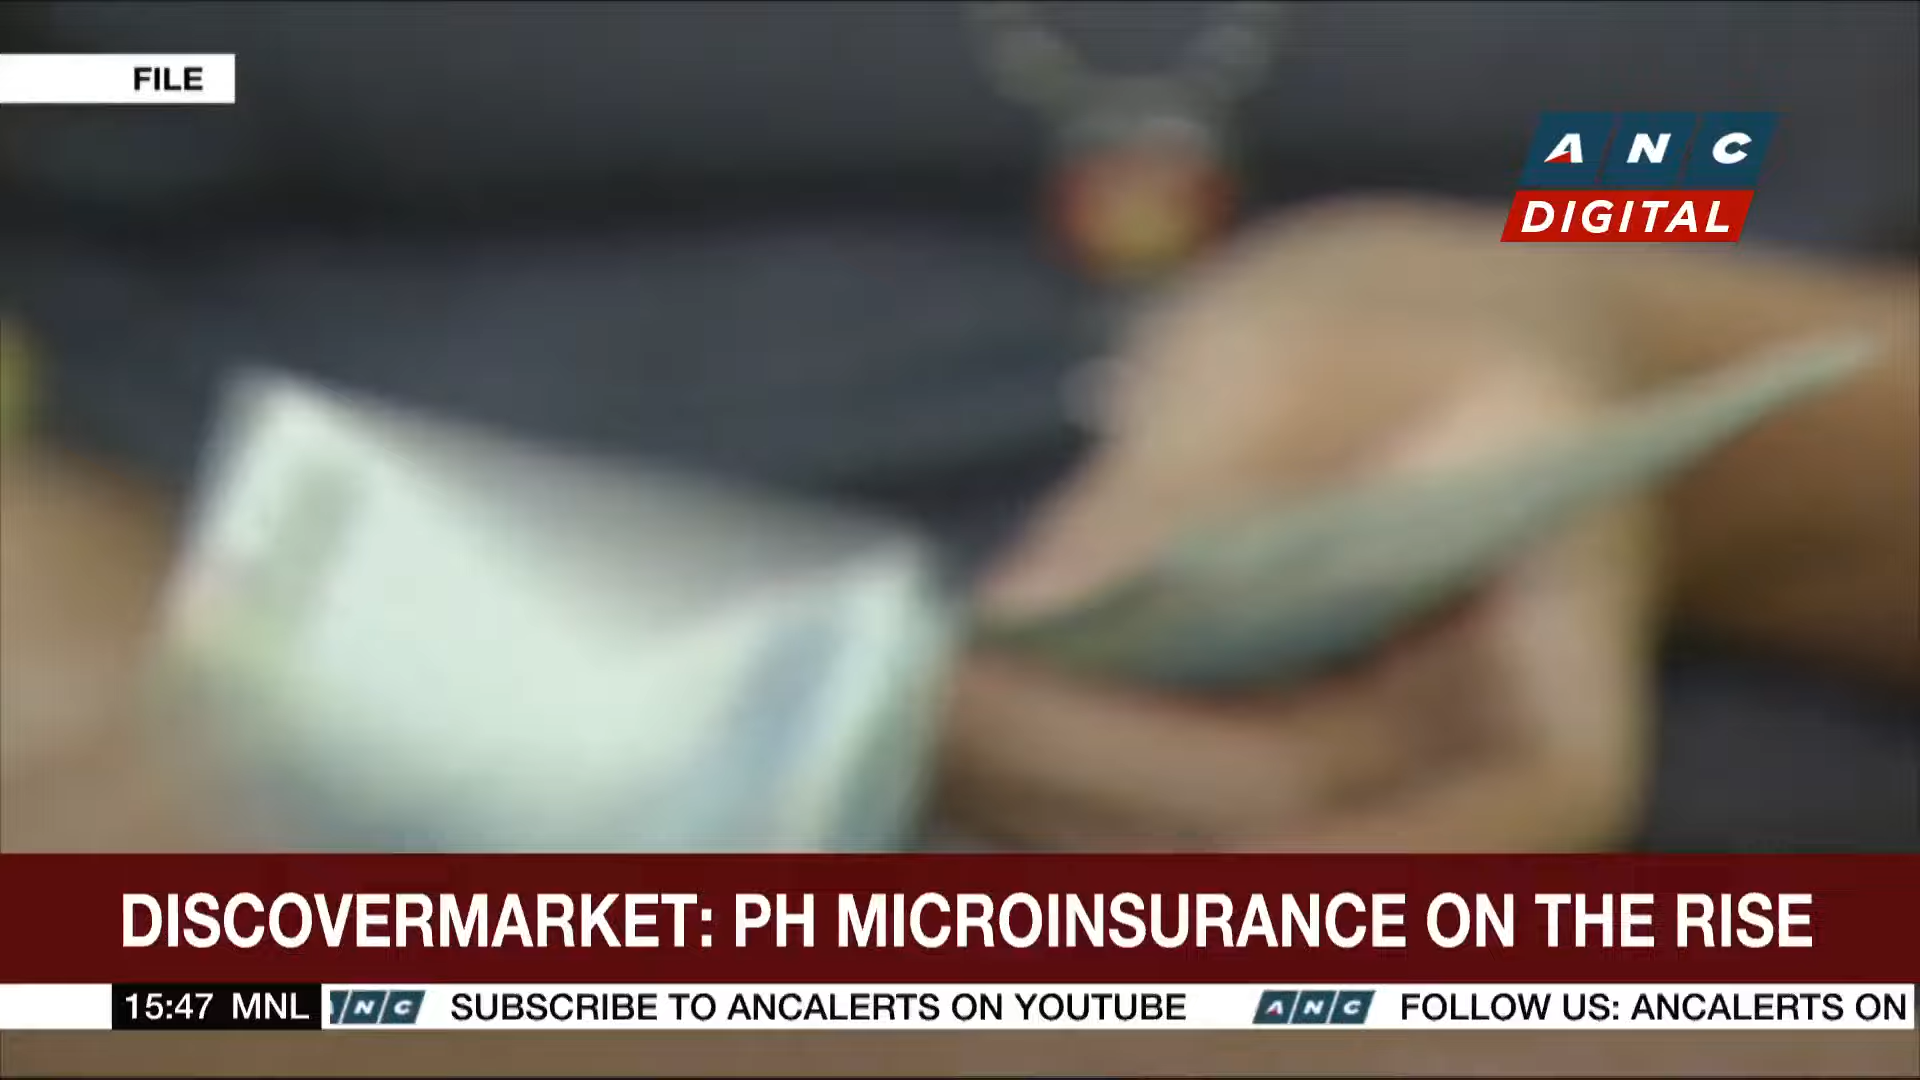 FILE
ANC
DIGITAL
DISCOVERMARKET: PH MICROINSURANCE ON THE RISE
15:47 MNL ANC SUBSCRIBE TO ANCALERTS ON YOUTUBE ANC FOLLOW US: ANCALERTS ON